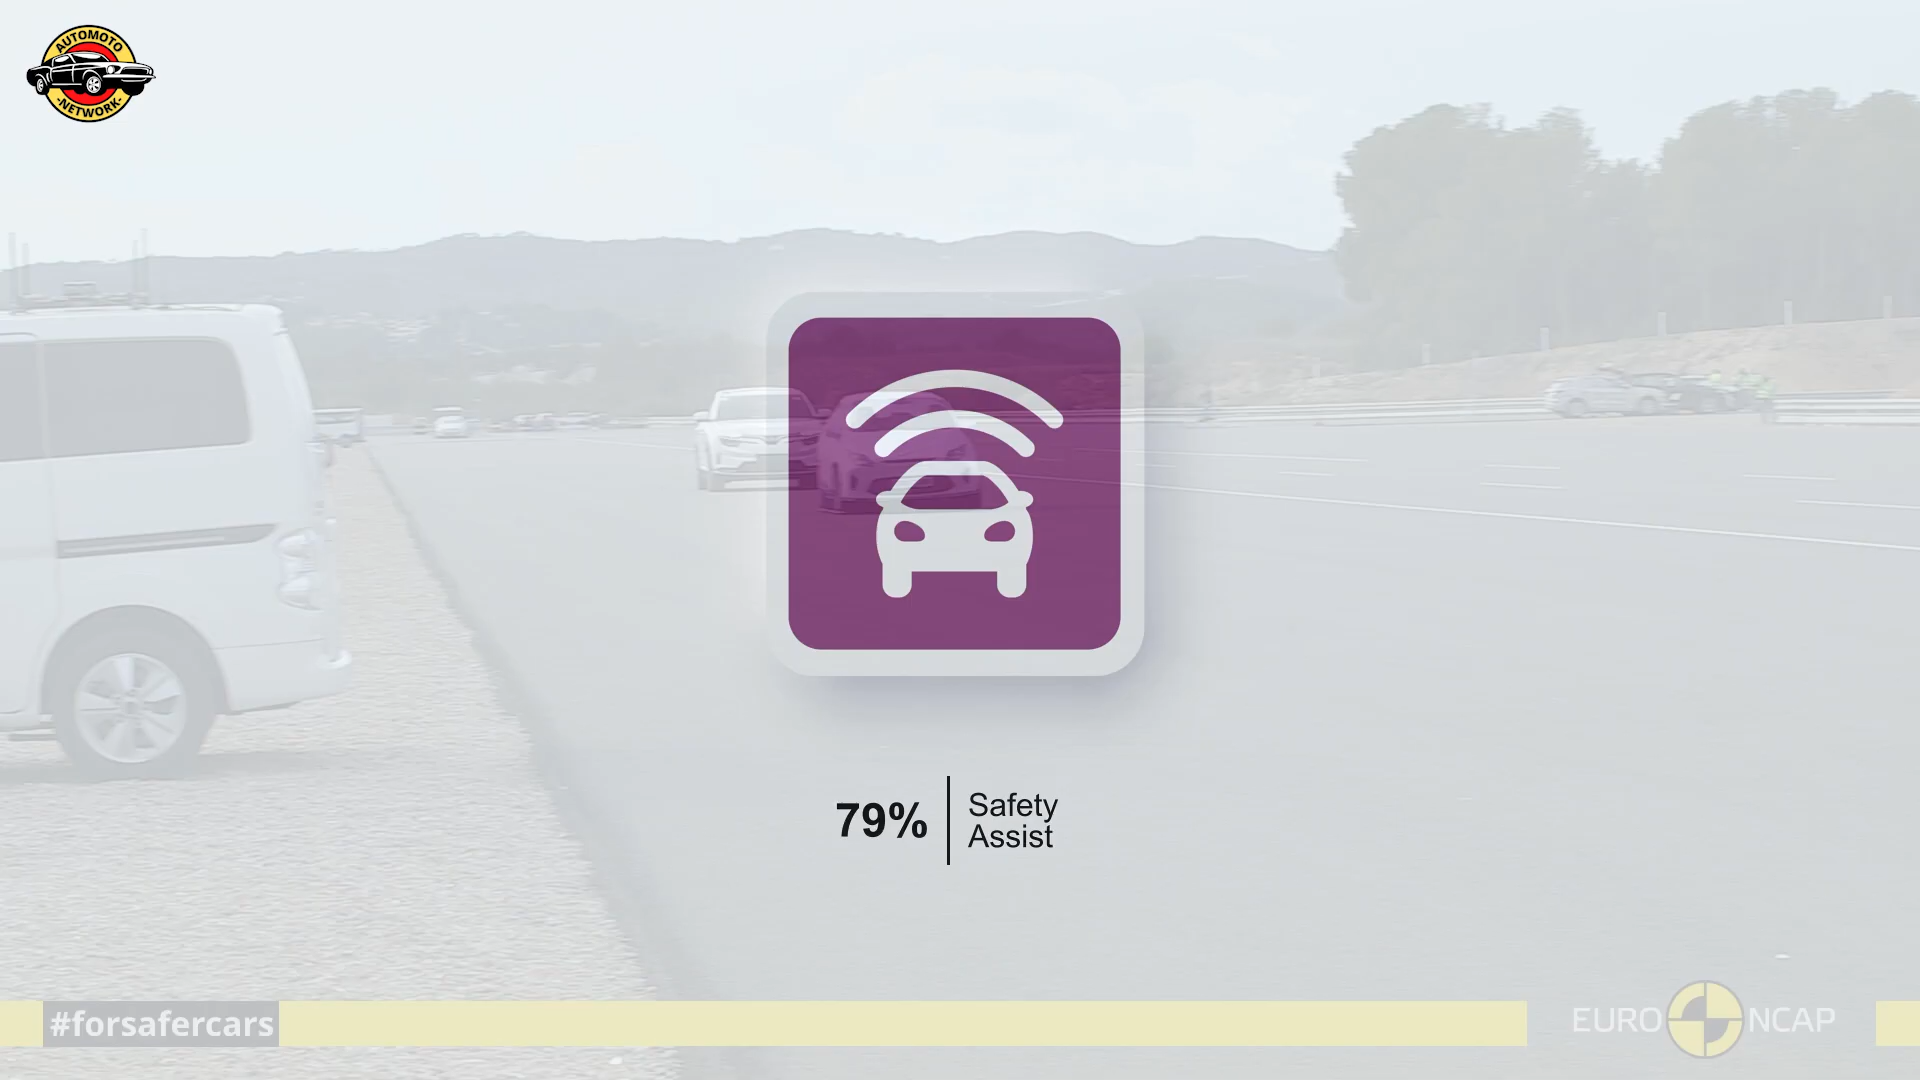 AUTOMOTO
-NETWORK-
79%
Safety
Assist
#forsafercars
EURO NCAP